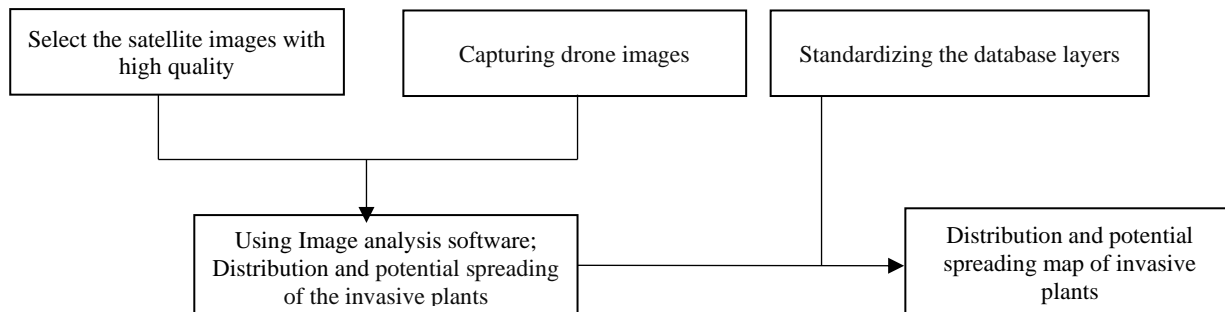 Select the satellite images with
high quality
Capturing drone images
Standardizing the database layers
Using Image analysis software;
Distribution and potential spreading
of the invasive plants
Distribution and potential
spreading map of invasive
plants